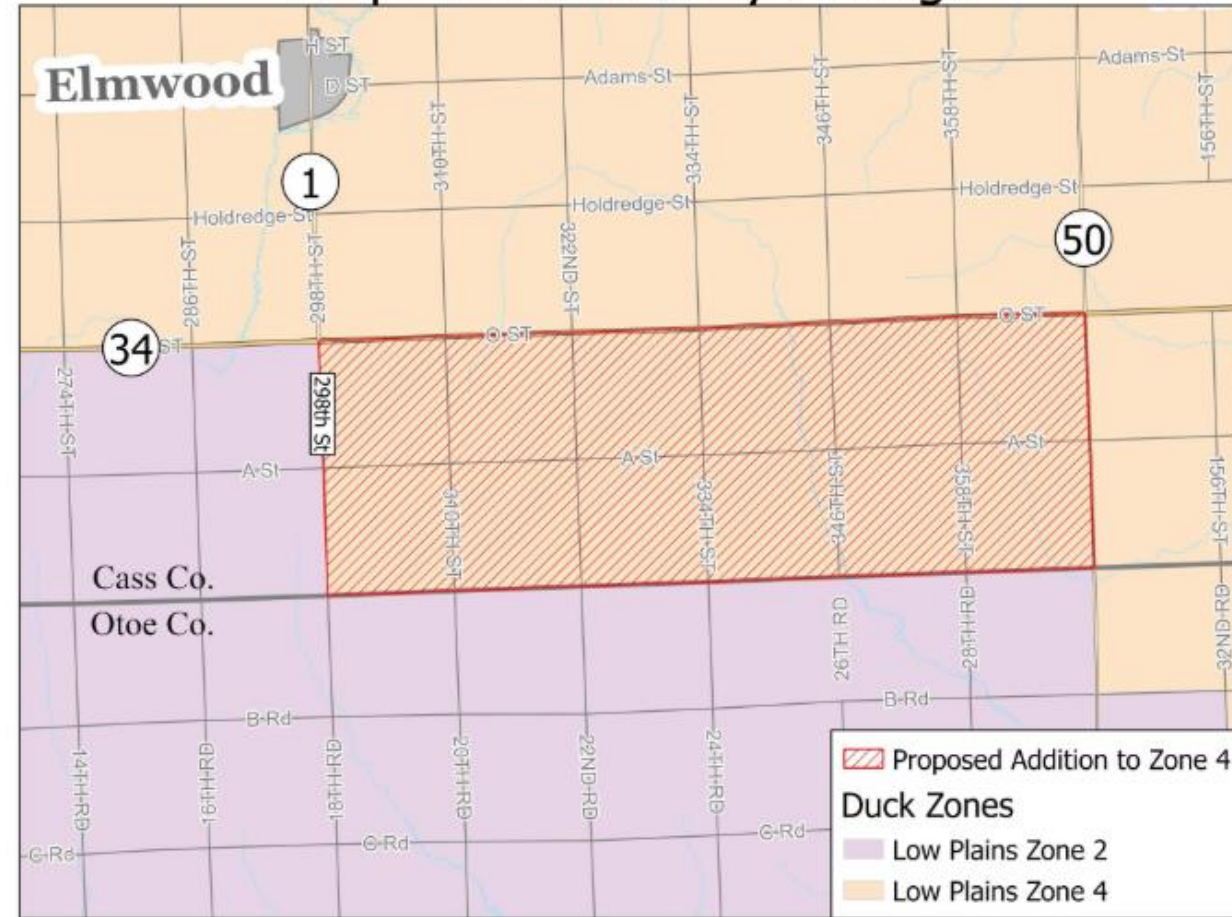 H ST
Elmwood
D ST
Adams St
Adams St
310TH ST
334TH ST
346TH ST
358TH ST
156TH ST
1
Holdredge St
Holdredge St
Holdredge St
50
286TH ST
298TH ST
322ND ST
34
ST
O ST
O ST
274TH ST
298th St
A St
A St
A St
310TH ST
334TH ST
346TH ST
358TH ST
156TH ST
Cass Co.
Otoe Co.
26TH RD
28TH RD
32ND RD
B Rd
B Rd
14TH RD
16TH RD
18TH RD
20TH RD
22ND RD
24TH RD
C Rd
C Rd
C Rd
Proposed Addition to Zone 4
Duck Zones
Low Plains Zone 2
Low Plains Zone 4